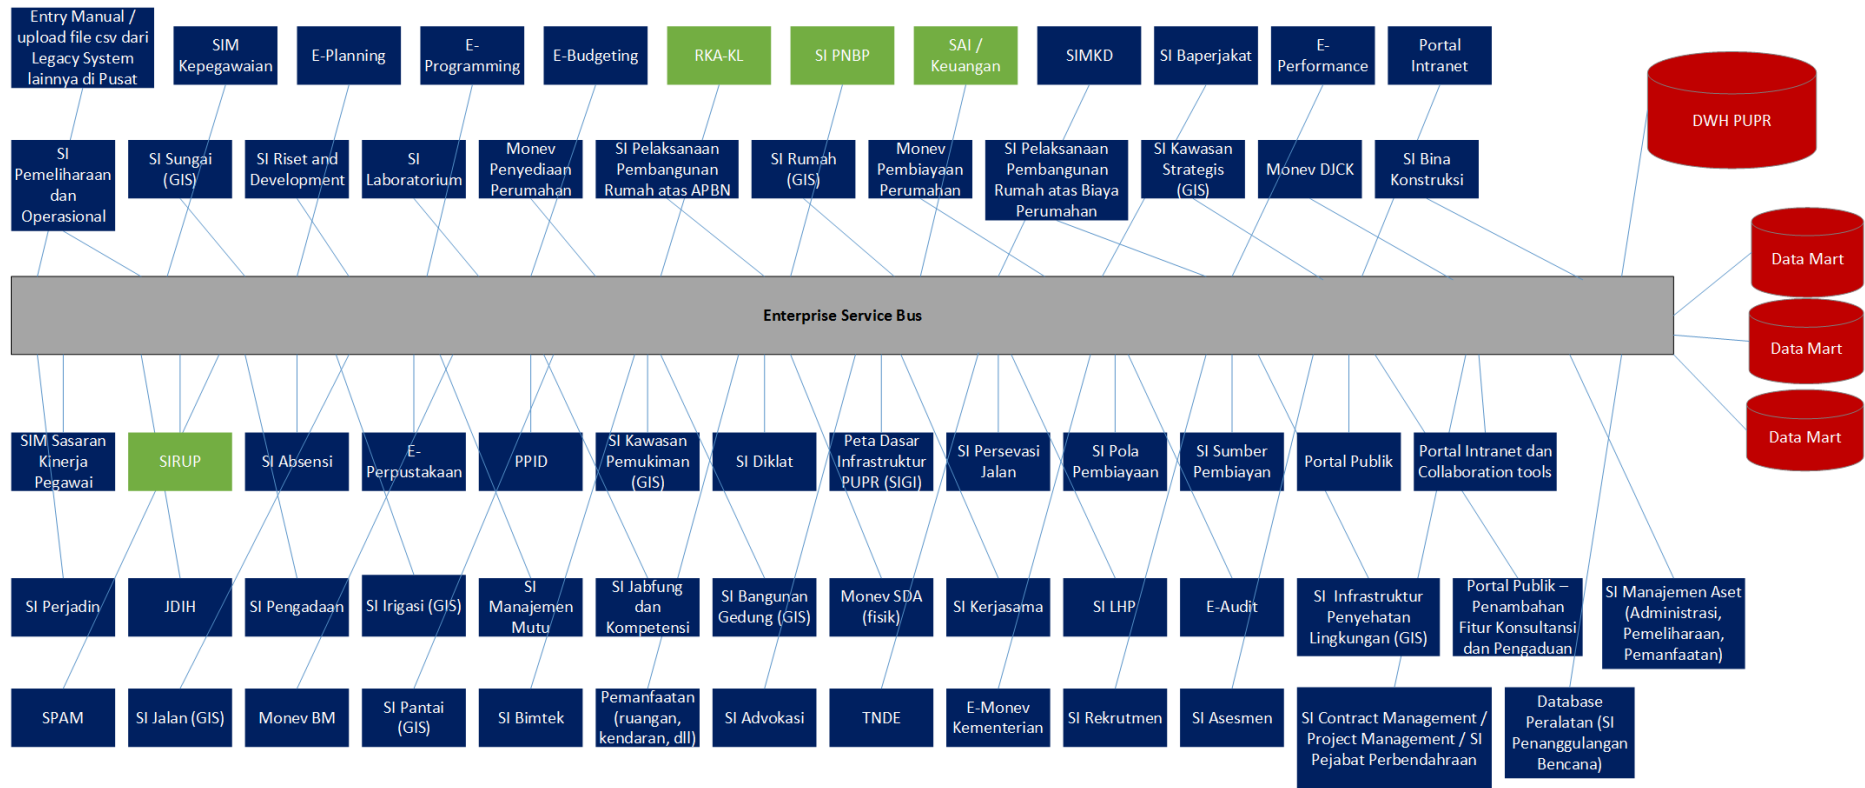 Entry Manual /
upload file csv dari
Legacy System
lainnya di Pusat
SIM
Kepegawaian
E-Planning
E-
Programming
E-Budgeting
RKA-KL
SI PNBP
SAI /
Keuangan
SIMKD
SI Baperjakat
E-
Performance
Portal
Intranet
DWH PUPR
SI
Pemeliharaan
dan
Operasional
SI Sungai
(GIS)
SI Riset and
Development
SI
Laboratorium
Monev
Penyediaan
Perumahan
SI Pelaksanaan
Pembangunan
Rumah atas APBN
SI Rumah
(GIS)
Monev
Pembiayaan
Perumahan
SI Pelaksanaan
Pembangunan
Rumah atas Biaya
Perumahan
SI Kawasan
Strategis
(GIS)
Monev DJCK
SI Bina
Konstruksi
Data Mart
Enterprise Service Bus
Data Mart
Data Mart
SIM Sasaran
Kinerja
Pegawai
SIRUP
SI Absensi
E-
Perpustakaan
PPID
SI Kawasan
Pemukiman
(GIS)
SI Diklat
Peta Dasar
Infrastruktur
PUPR (SIGI)
SI Persevasi
Jalan
SI Pola
Pembiayaan
SI Sumber
Pembiayan
Portal Publik
Portal Intranet dan
Collaboration tools
SI Perjadin
JDIH
SI Pengadaan
SI Irigasi (GIS)
SI
Manajemen
Mutu
SI Jabfung
dan
Kompetensi
SI Bangunan
Gedung (GIS)
Monev SDA
(fisik)
SI Kerjasama
SI LHP
E-Audit
SI Infrastruktur
Penyehatan
Lingkungan (GIS)
Portal Publik –
Penambahan
Fitur Konsultansi
dan Pengaduan
SI Manajemen Aset
(Administrasi,
Pemeliharaan,
Pemanfaatan)
SPAM
SI Jalan (GIS)
Monev BM
SI Pantai
(GIS)
SI Bimtek
Pemanfaatan
(ruangan,
kendaran, dll)
SI Advokasi
TNDE
E-Monev
Kementerian
SI Rekrutmen
SI Asesmen
SI Contract Management /
Project Management / SI
Pejabat Perbendahraan
Database
Peralatan (SI
Penanggulangan
Bencana)